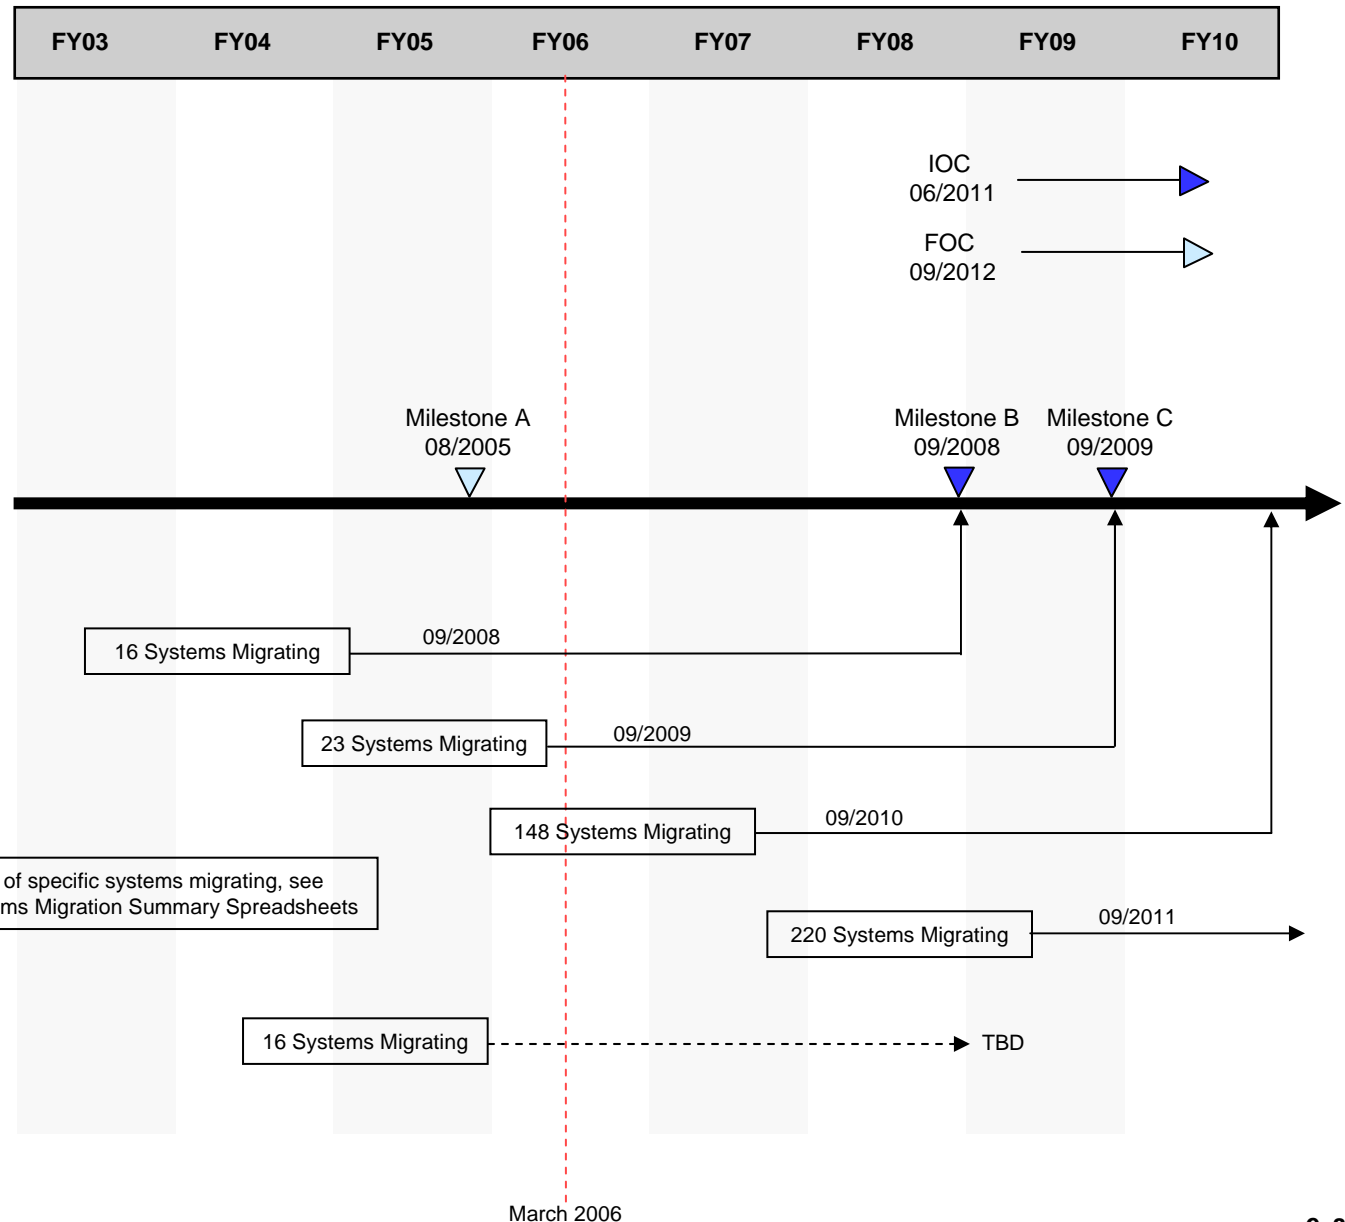 FY03 FY04 FY05 FY06 FY07 FY08 FY09 FY10
IOC
06/2011
FOC
09/2012
Milestone A
08/2005
Milestone B
09/2008
Milestone C
09/2009
16 Systems Migrating
09/2008
23 Systems Migrating
09/2009
148 Systems Migrating
09/2010
of specific systems migrating, see
Migration Summary Spreadsheets
220 Systems Migrating
09/2011
16 Systems Migrating
TBD
March 2006